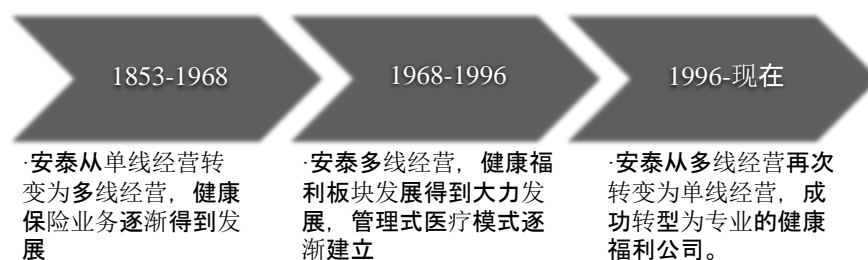 1853-1968
1968-1996
1996-现在
·安泰从单线经营转
变为多线经营，健康
保险业务逐渐得到发
展
·安泰多线经营，健康福
利板块发展得到大力发
展，管理式医疗模式逐
渐建立
·安泰从多线经营再次
转变为单线经营，成
功转型为专业的健康
福利公司。